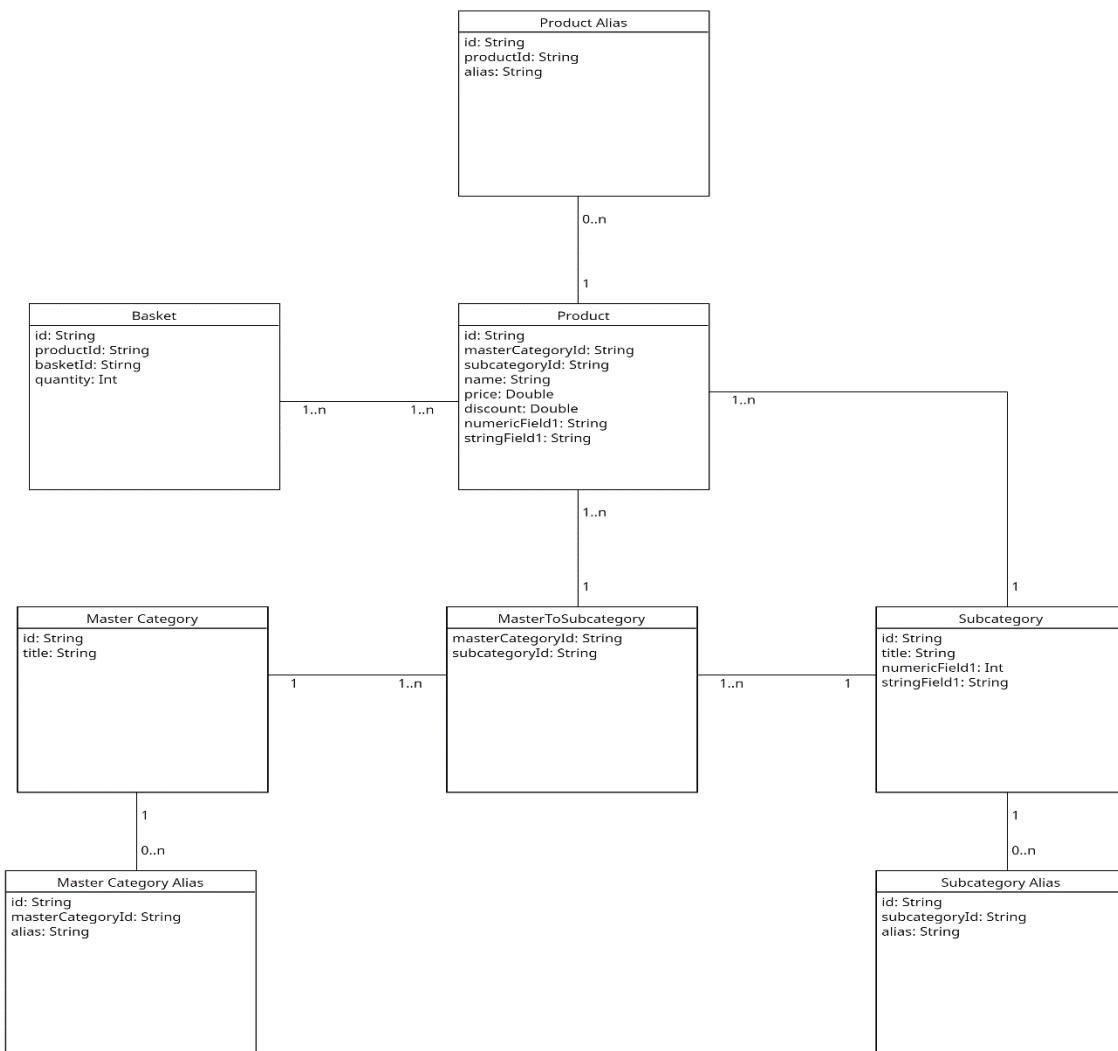 Product Alias
id: String
productId: String
alias: String
0..n
1
Basket
id: String
productId: String
basketId: Stirng
quantity: Int
Product
id: String
masterCategoryId: String
subcategoryId: String
name: String
price: Double
discount: Double
numericField1: String
stringField1: String
1..n
1..n
1..n
1..n
1
1
Master Category
id: String
title: String
MasterToSubcategory
masterCategoryId: String
subcategoryId: String
Subcategory
id: String
title: String
numericField1: Int
stringField1: String
1
1..n
1..n
1
1
0..n
1
0..n
Master Category Alias
id: String
masterCategoryId: String
alias: String
Subcategory Alias
id: String
subcategoryId: String
alias: String